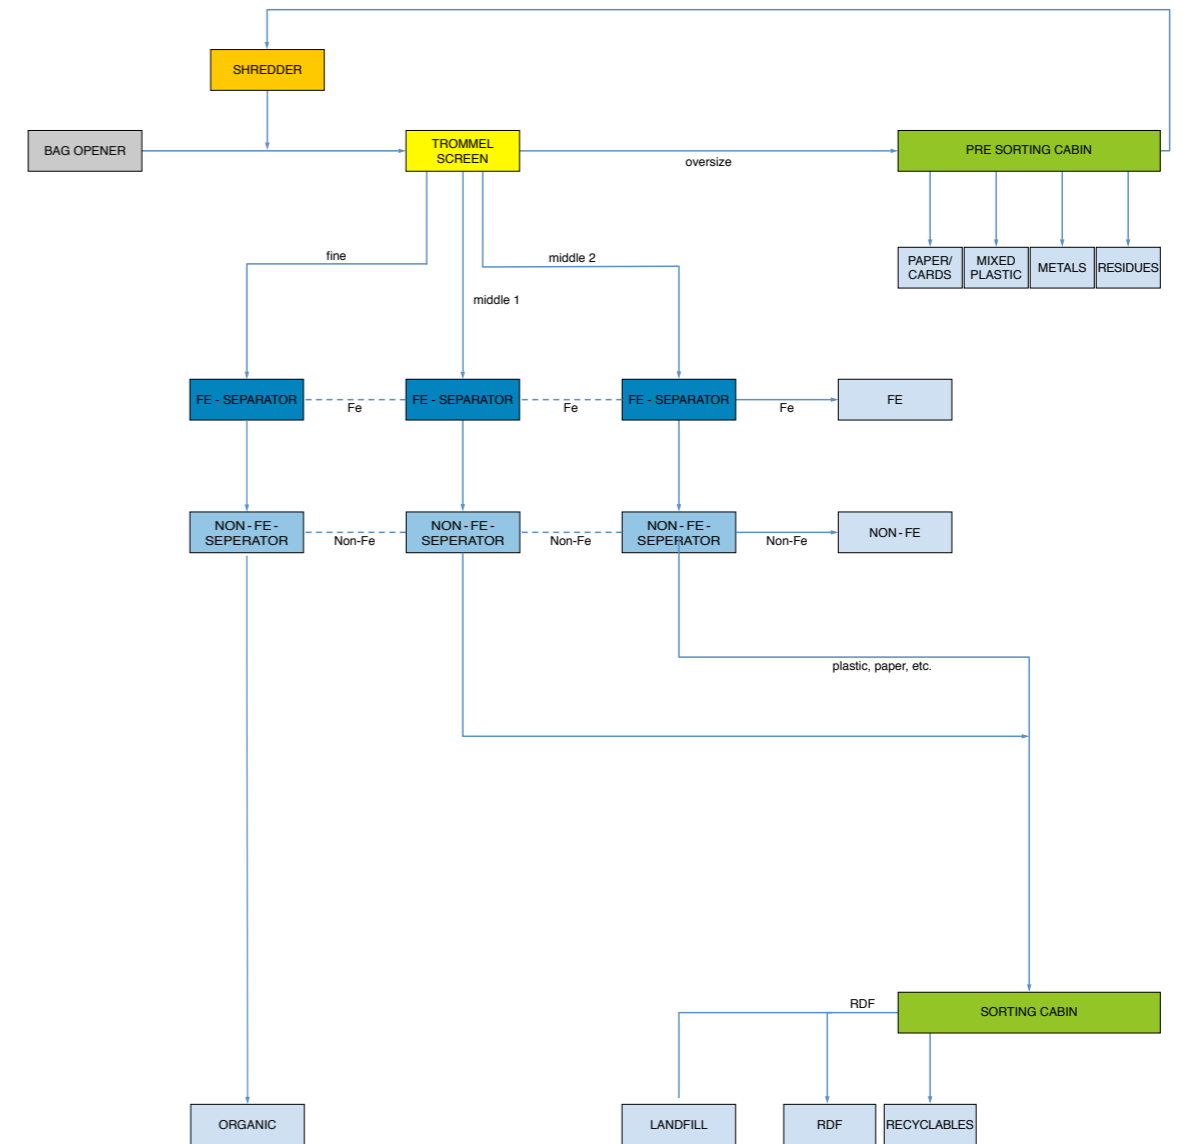 SHREDDER
BAG OPENER
TROMMEL
SCREEN
oversize
PRE SORTING CABIN
PAPER/
CARDS
MIXED
PLASTIC
METALS
RESIDUES
fine
middle 1
middle 2
FE - SEPARATOR
Fe
FE - SEPARATOR
Fe
FE - SEPARATOR
Fe
FE
NON - FE -
SEPERATOR
Non-Fe
NON - FE -
SEPERATOR
Non-Fe
NON - FE -
SEPERATOR
Non-Fe
NON - FE
plastic, paper, etc.
RDF
SORTING CABIN
ORGANIC
LANDFILL
RDF
RECYCLABLES